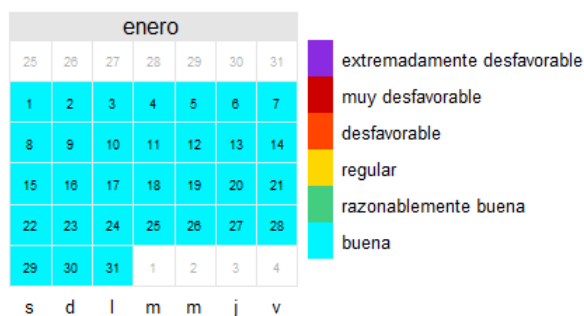 enero
25 26 27 28 29 30 31
1 2 3 4 5 6 7
8 9 10 11 12 13 14
15 16 17 18 19 20 21
22 23 24 25 26 27 28
29 30 31 1 2 3 4
s d l m m j v
extremadamente desfavorable
muy desfavorable
desfavorable
regular
razonablemente buena
buena